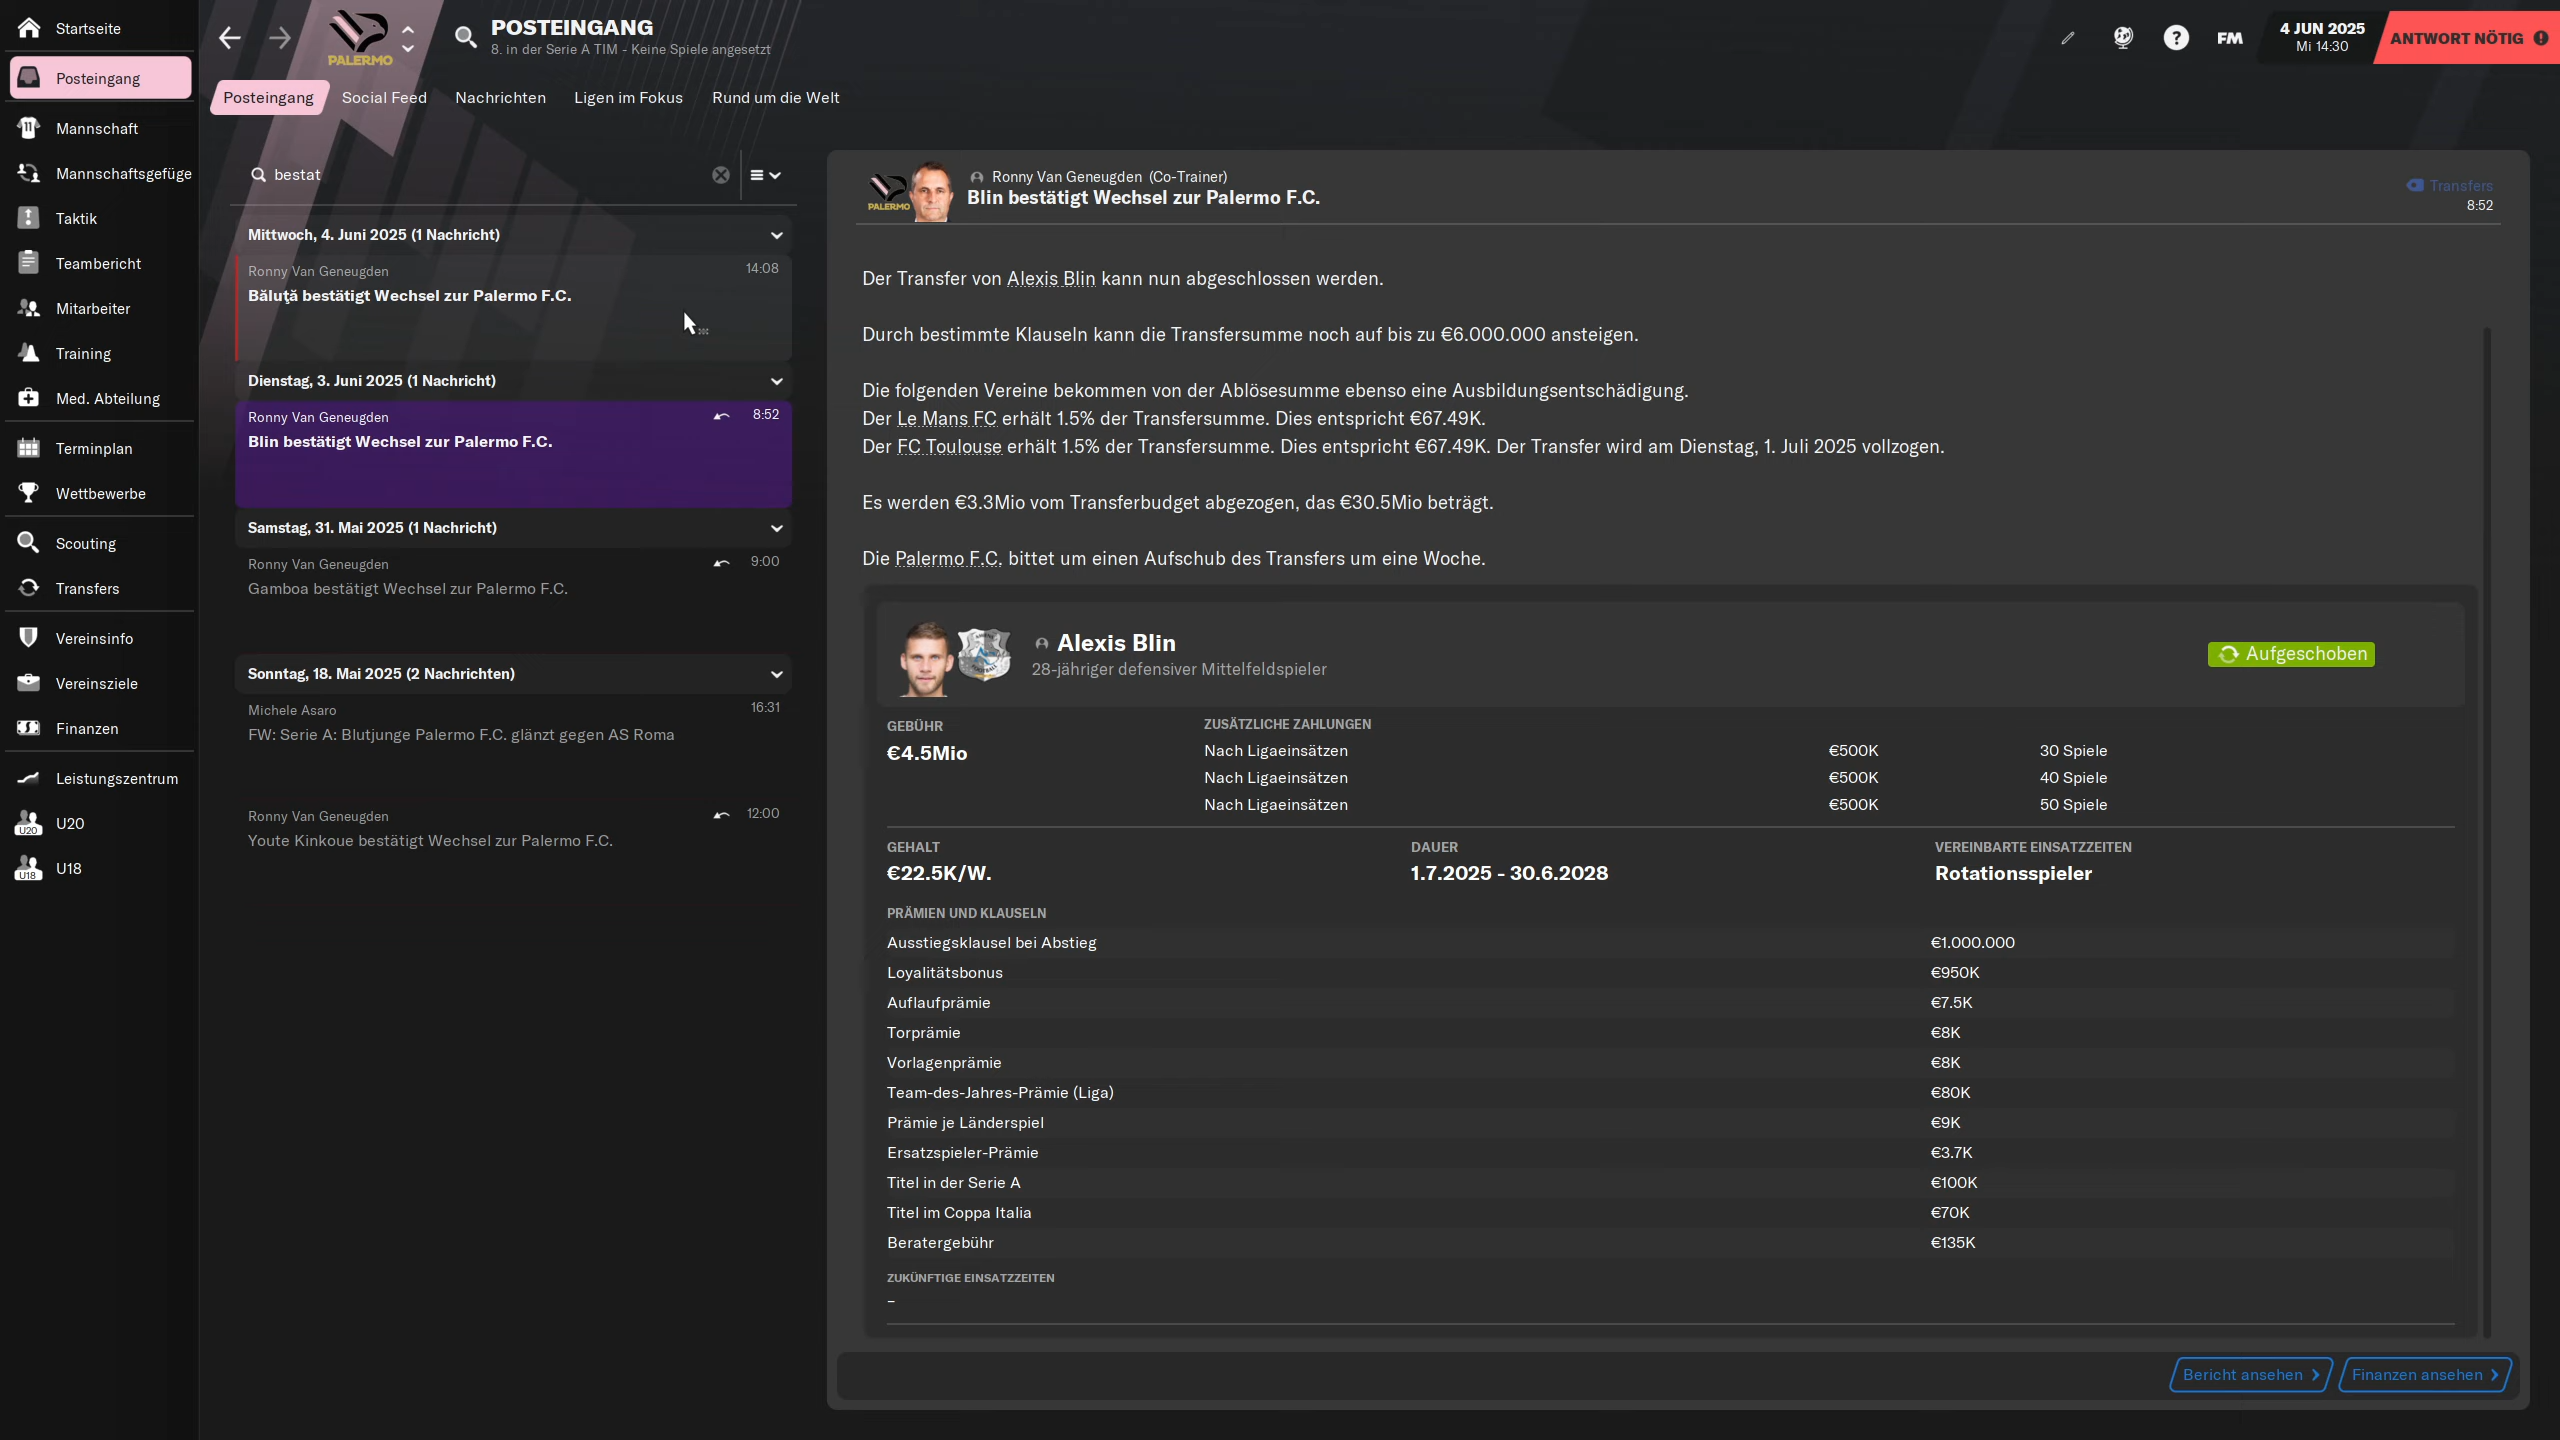 Startseite
Posteingang
Mannschaft
Mannschaftsgefüge
Taktik
Teambericht
Mitarbeiter
Training
Med. Abteilung
Terminplan
Wettbewerbe
Scouting
Transfers
Vereinsinfo
Vereinsziele
Finanzen
Leistungszentrum
U20
U20
U18
U18
PALERMO
POSTEINGANG
8. in der Serie A TIM - Keine Spiele angesetzt
FM
4 JUN 2025
Mi 14:30
ANTWORT NÖTIG
Posteingang Social Feed Nachrichten Ligen im Fokus Rund um die Welt
bestat
Mittwoch, 4. Juni 2025 (1 Nachricht)
Ronny Van Geneugden 14:08
Băluţă bestätigt Wechsel zur Palermo F.C.
Dienstag, 3. Juni 2025 (1 Nachricht)
Ronny Van Geneugden 8:52
Blin bestätigt Wechsel zur Palermo F.C.
Samstag, 31. Mai 2025 (1 Nachricht)
Ronny Van Geneugden 9:00
Gamboa bestätigt Wechsel zur Palermo F.C.
Sonntag, 18. Mai 2025 (2 Nachrichten)
Michele Asaro 16:31
FW: Serie A: Blutjunge Palermo F.C. glänzt gegen AS Roma
Ronny Van Geneugden 12:00
Youte Kinkoue bestätigt Wechsel zur Palermo F.C.
PALERMO
Ronny Van Geneugden (Co-Trainer)
Blin bestätigt Wechsel zur Palermo F.C.
Transfers
8:52
Der Transfer von Alexis Blin kann nun abgeschlossen werden.
Durch bestimmte Klauseln kann die Transfersumme noch auf bis zu €6.000.000 ansteigen.
Die folgenden Vereine bekommen von der Ablösesumme ebenso eine Ausbildungsentschädigung.
Der Le Mans FC erhält 1.5% der Transfersumme. Dies entspricht €67.49K.
Der FC Toulouse erhält 1.5% der Transfersumme. Dies entspricht €67.49K. Der Transfer wird am Dienstag, 1. Juli 2025 vollzogen.
Es werden €3.3Mio vom Transferbudget abgezogen, das €30.5Mio beträgt.
Die Palermo F.C. bittet um einen Aufschub des Transfers um eine Woche.
Alexis Blin
28-jähriger defensiver Mittelfeldspieler
Aufgeschoben
GEBÜHR
€4.5Mio
ZUSÄTZLICHE ZAHLUNGEN
Nach Ligaeinsätzen €500K 30 Spiele
Nach Ligaeinsätzen €500K 40 Spiele
Nach Ligaeinsätzen €500K 50 Spiele
GEHALT DAUER VEREINBARTE EINSATZZEITEN
€22.5K/W. 1.7.2025 - 30.6.2028 Rotationsspieler
PRÄMIEN UND KLAUSELN
Ausstiegsklausel bei Abstieg €1.000.000
Loyalitätsbonus €950K
Auflaufprämie €7.5K
Torprämie €8K
Vorlagenprämie €8K
Team-des-Jahres-Prämie (Liga) €80K
Prämie je Länderspiel €9K
Ersatzspieler-Prämie €3.7K
Titel in der Serie A €100K
Titel im Coppa Italia €70K
Beratergebühr €135K
ZUKÜNFTIGE EINSATZZEITEN
–
Bericht ansehen Finanzen ansehen